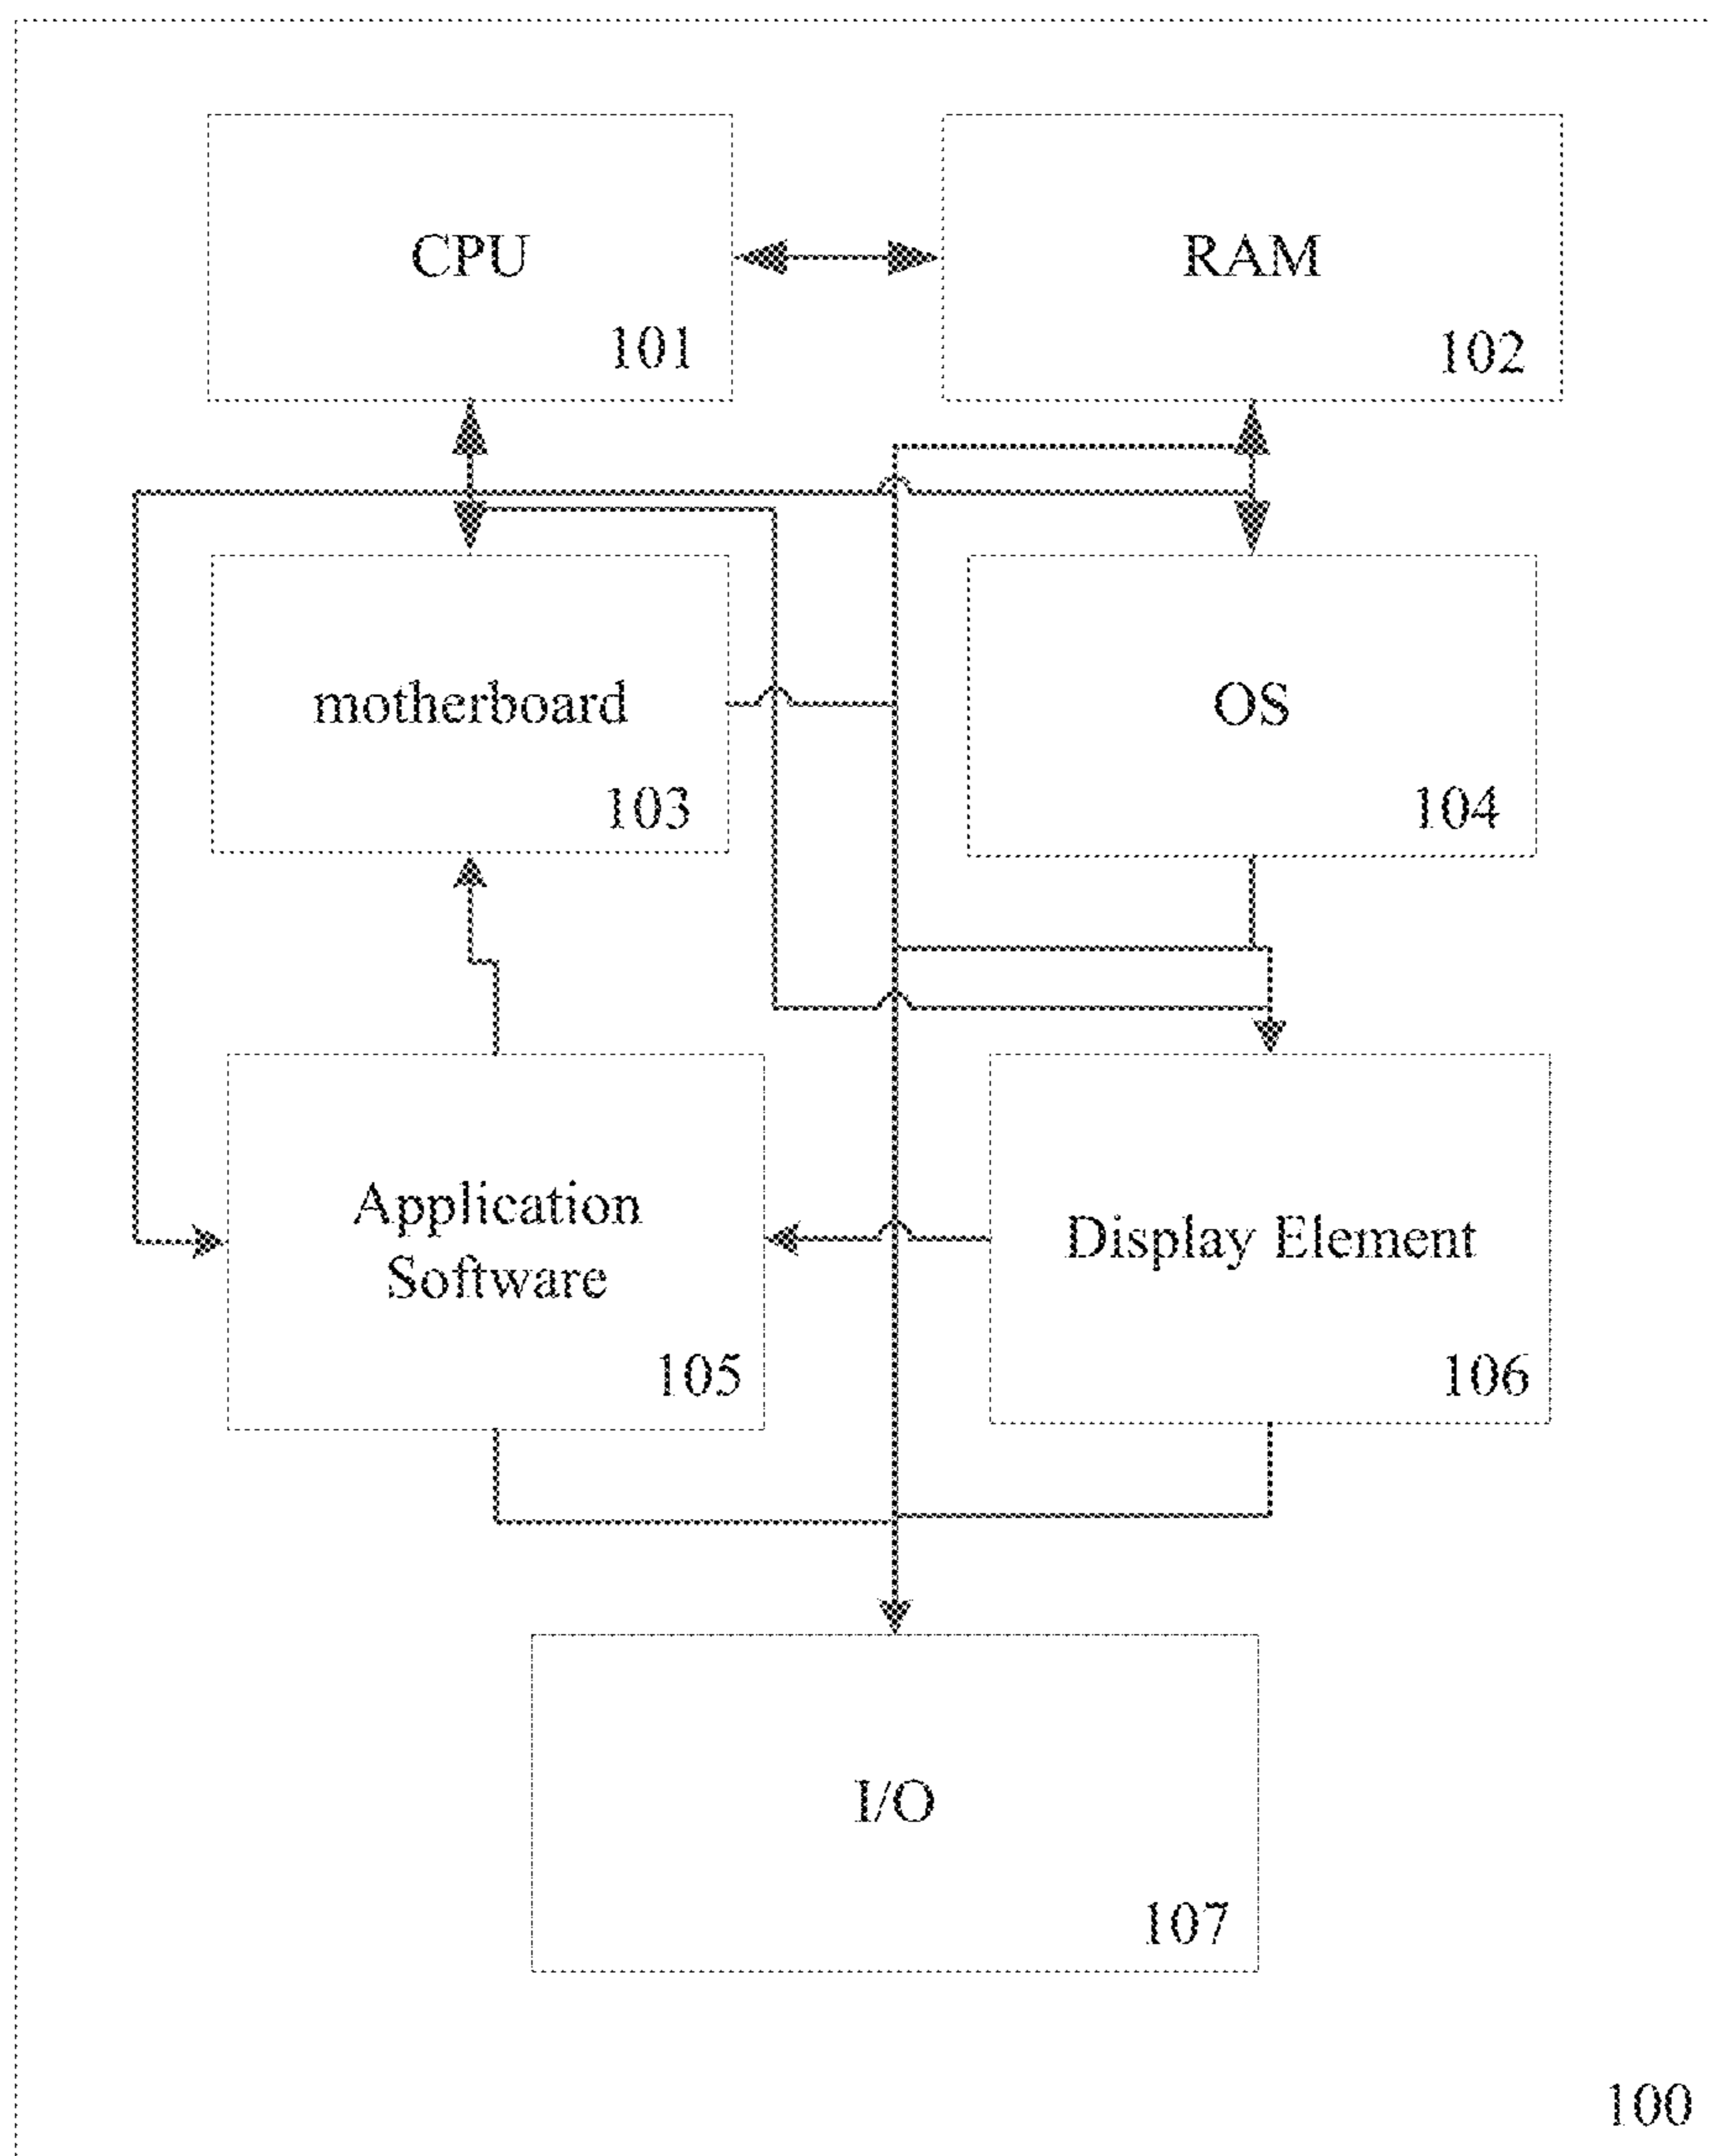 CPU
101
RAM
102
motherboard
103
OS
104
Application
Software
105
Display Element
106
I/O
107
100